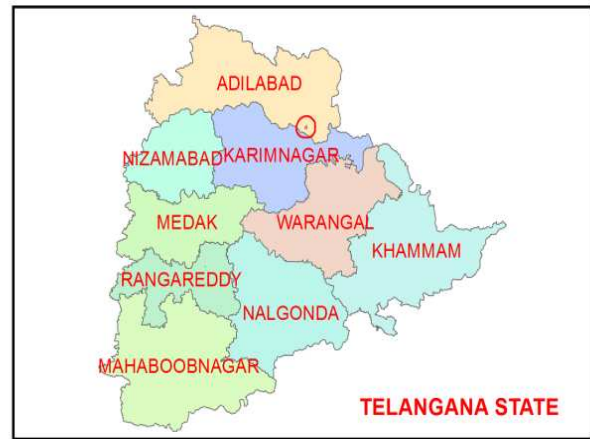 ADILABAD
NIZAMABAD
KARIMNAGAR
MEDAK
WARANGAL
KHAMMAM
RANGAREDDY
NALGONDA
MAHABOOBNAGAR
TELANGANA STATE